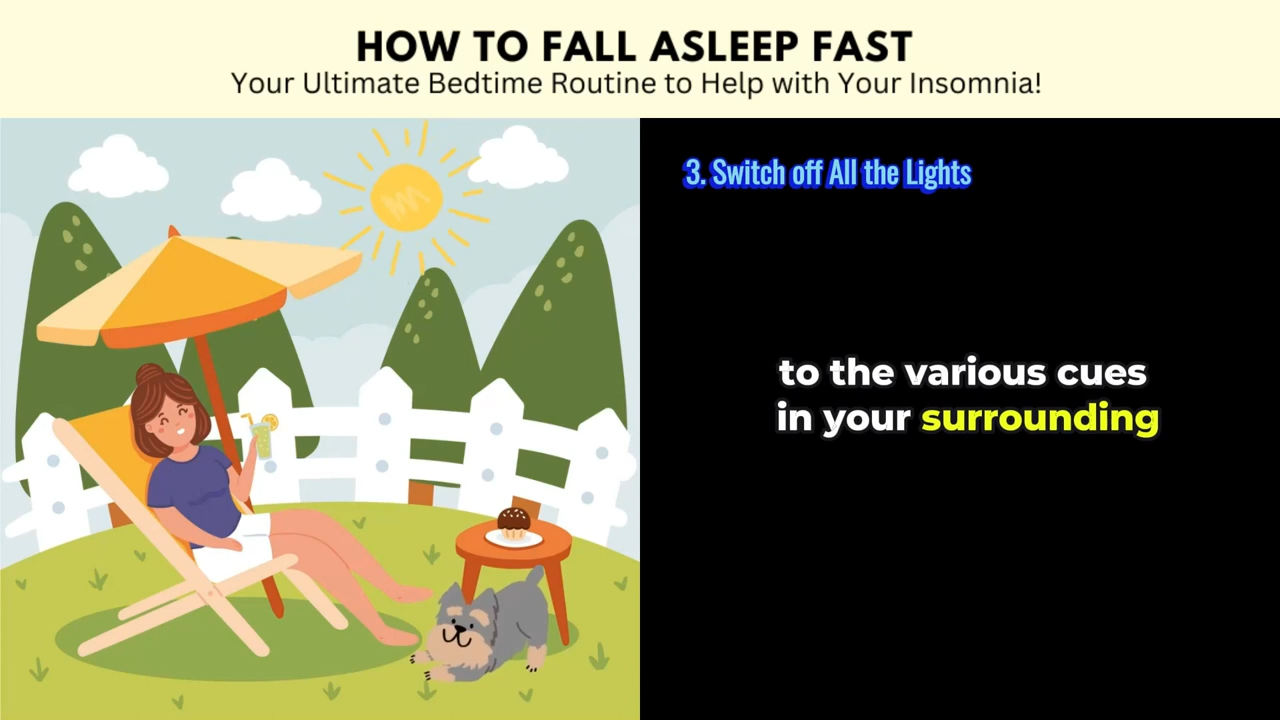 HOW TO FALL ASLEEP FAST
Your Ultimate Bedtime Routine to Help with Your Insomnia!
3. Switch off All the Lights
to the various cues
in your surrounding